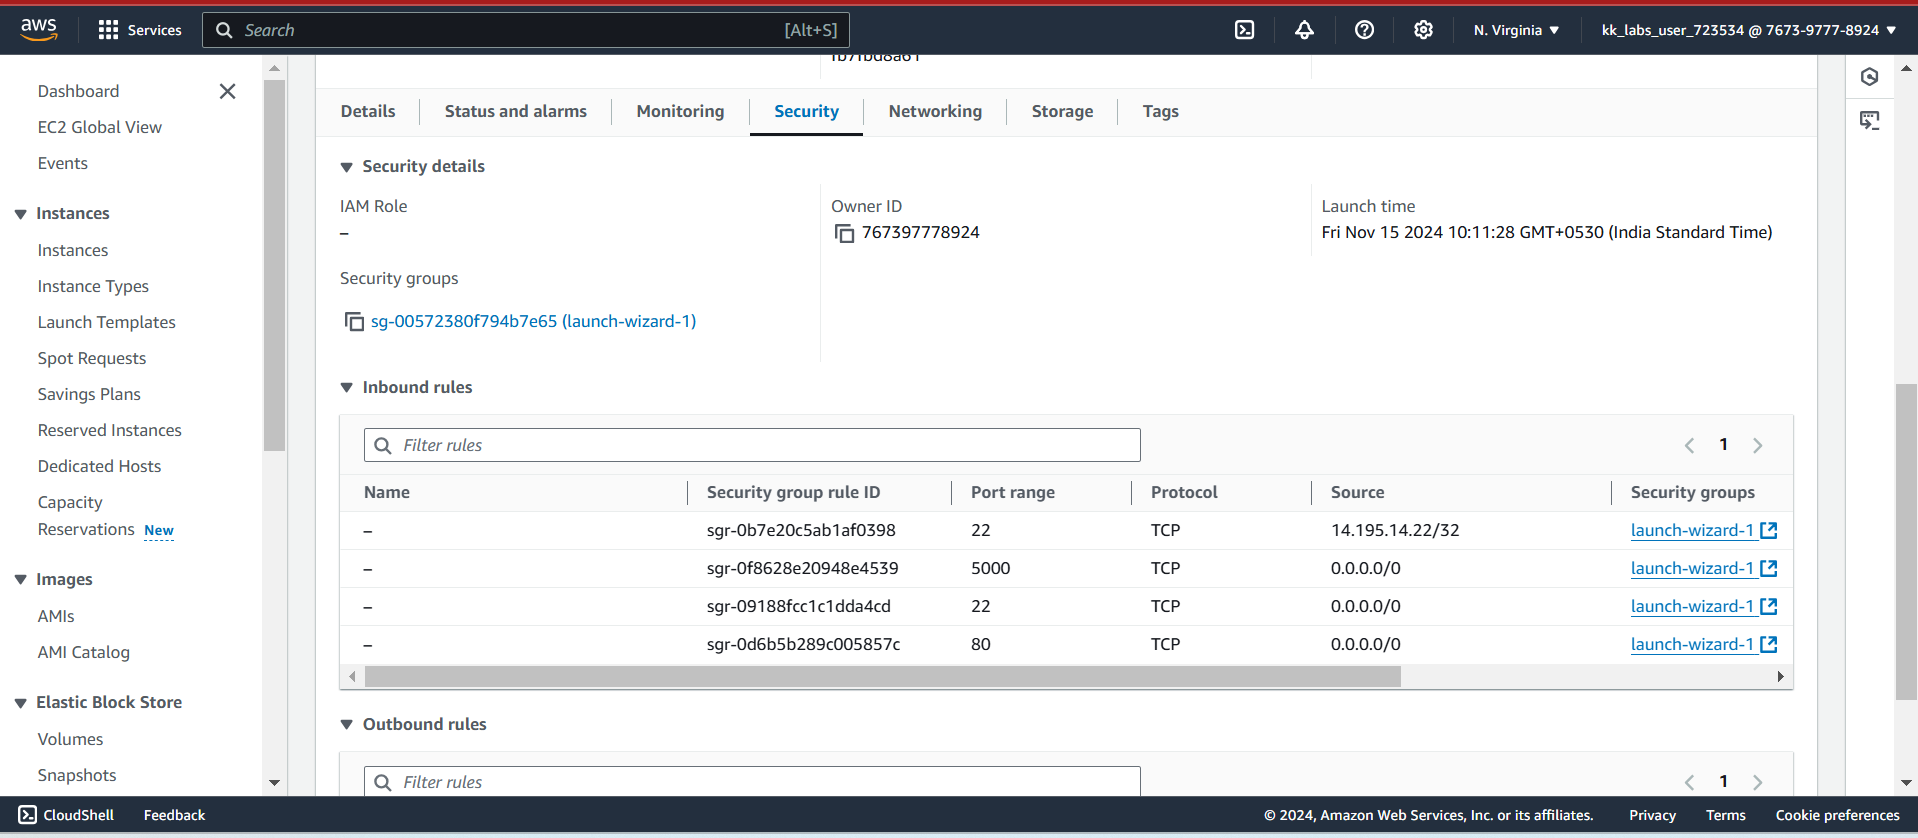 aws
Services
Search
[Alt+S]
N. Virginia
kk_labs_user_723534 @ 7673-9777-8924
Dashboard
EC2 Global View
Events
Instances
Instances
Instance Types
Launch Templates
Spot Requests
Savings Plans
Reserved Instances
Dedicated Hosts
Capacity
Reservations New
Images
AMIs
AMI Catalog
Elastic Block Store
Volumes
Snapshots
Details
Status and alarms
Monitoring
Security
Networking
Storage
Tags
Security details
IAM Role
–
Owner ID
767397778924
Launch time
Fri Nov 15 2024 10:11:28 GMT+0530 (India Standard Time)
Security groups
sg-00572380f794b7e65 (launch-wizard-1)
Inbound rules
Filter rules
1
Name Security group rule ID Port range Protocol Source Security groups
– sgr-0b7e20c5ab1af0398 22 TCP 14.195.14.22/32 launch-wizard-1
– sgr-0f8628e20948e4539 5000 TCP 0.0.0.0/0 launch-wizard-1
– sgr-09188fcc1c1dda4cd 22 TCP 0.0.0.0/0 launch-wizard-1
– sgr-0d6b5b289c005857c 80 TCP 0.0.0.0/0 launch-wizard-1
Outbound rules
Filter rules
1
CloudShell
Feedback
© 2024, Amazon Web Services, Inc. or its affiliates.
Privacy
Terms
Cookie preferences